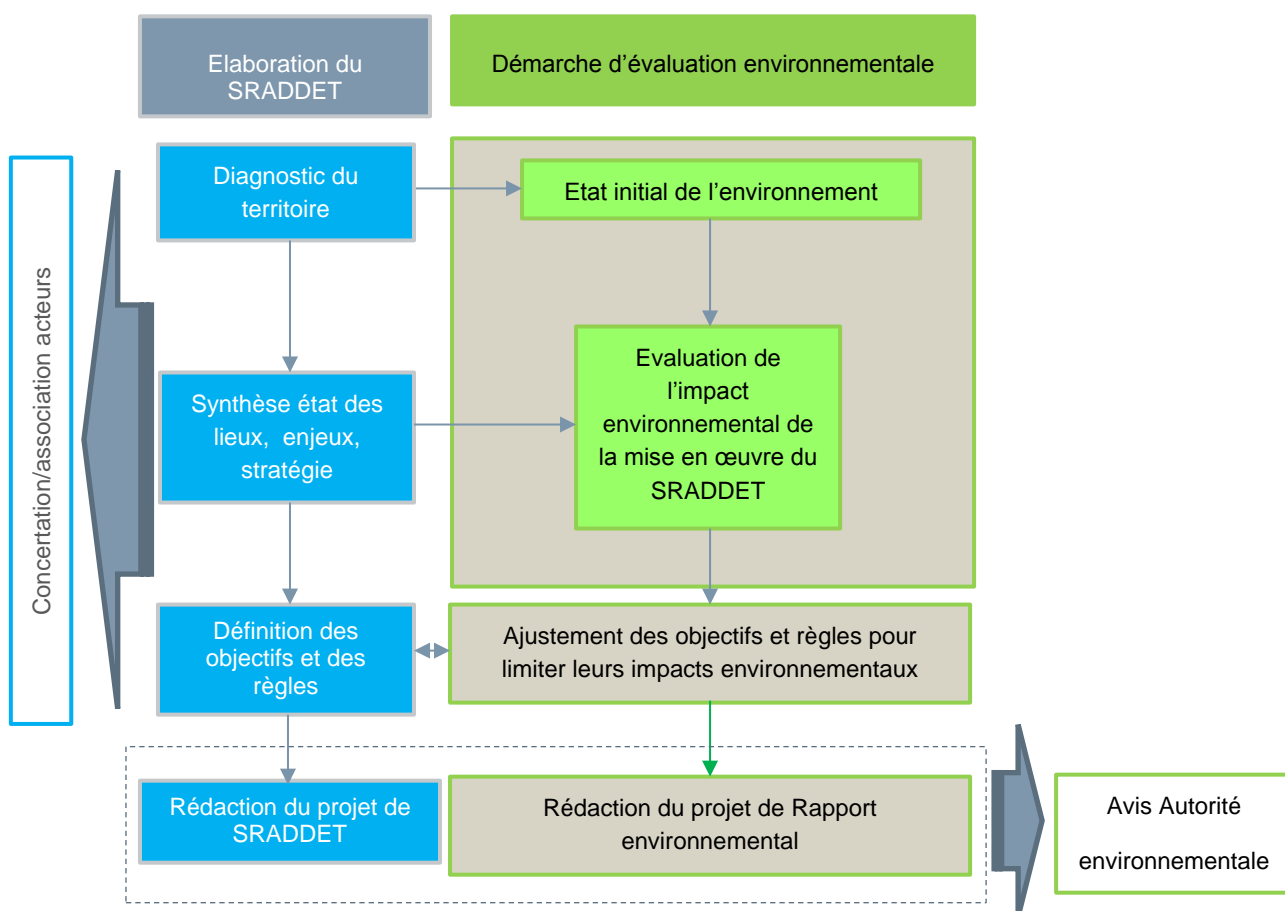 Elaboration du
SRADDET
Démarche d’évaluation environnementale
Concertation/association acteurs
Diagnostic du
territoire
Etat initial de l’environnement
Synthèse état des
lieux, enjeux,
stratégie
Evaluation de
l’impact
environnemental de
la mise en œuvre du
SRADDET
Définition des
objectifs et des
règles
Ajustement des objectifs et règles pour
limiter leurs impacts environnementaux
Rédaction du projet de
SRADDET
Rédaction du projet de Rapport
environnemental
Avis Autorité
environnementale